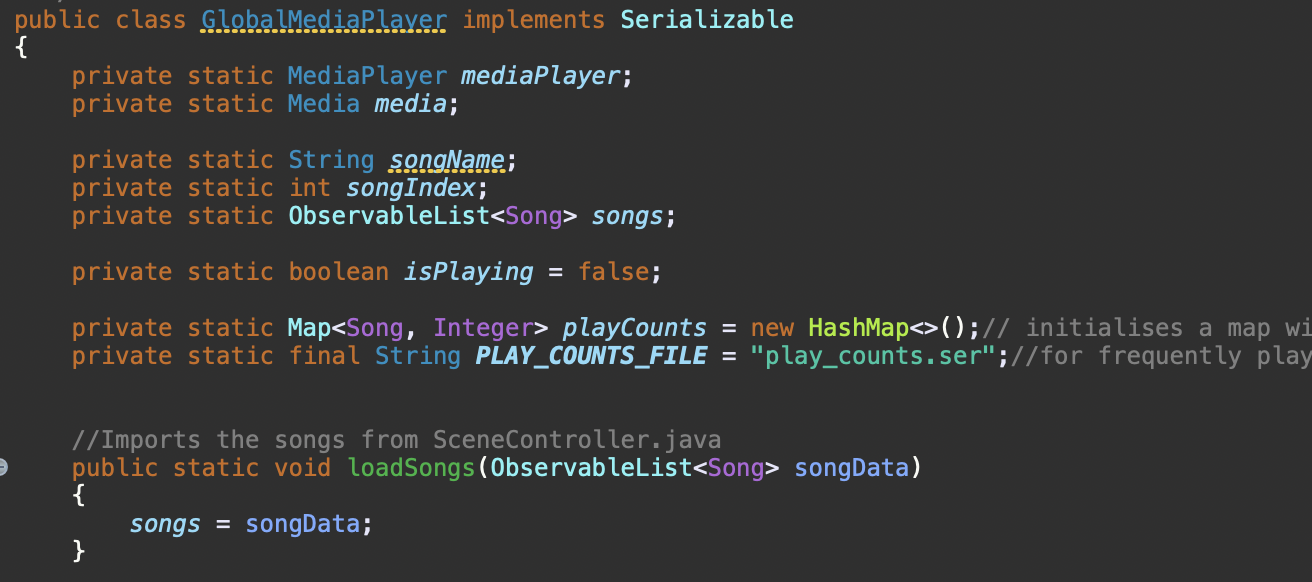 public class GlobalMediaPlayer implements Serializable
{
private static MediaPlayer mediaPlayer;
private static Media media;
private static String songName;
private static int songIndex;
private static ObservableList<Song> songs;
private static boolean isPlaying = false;
private static Map<Song, Integer> playCounts = new HashMap<>();// initialises a map
private static final String PLAY_COUNTS_FILE = "play_counts.ser";//for frequently
//Imports the songs from SceneController.java
public static void loadSongs(ObservableList<Song> songData)
{
songs = songData;
}